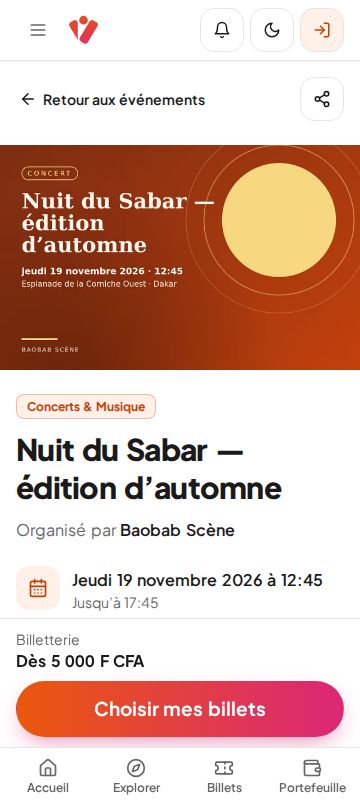 Retour aux événements
CONCERT
Nuit du Sabar —
édition
d’automne
jeudi 19 novembre 2026 · 12:45
Esplanade de la Corniche Ouest · Dakar
BAOBAB SCÈNE
Concerts & Musique
Nuit du Sabar —
édition d’automne
Organisé par Baobab Scène
Jeudi 19 novembre 2026 à 12:45
Jusqu’à 17:45
Billetterie
Dès 5 000 F CFA
Choisir mes billets
Accueil
Explorer
Billets
Portefeuille